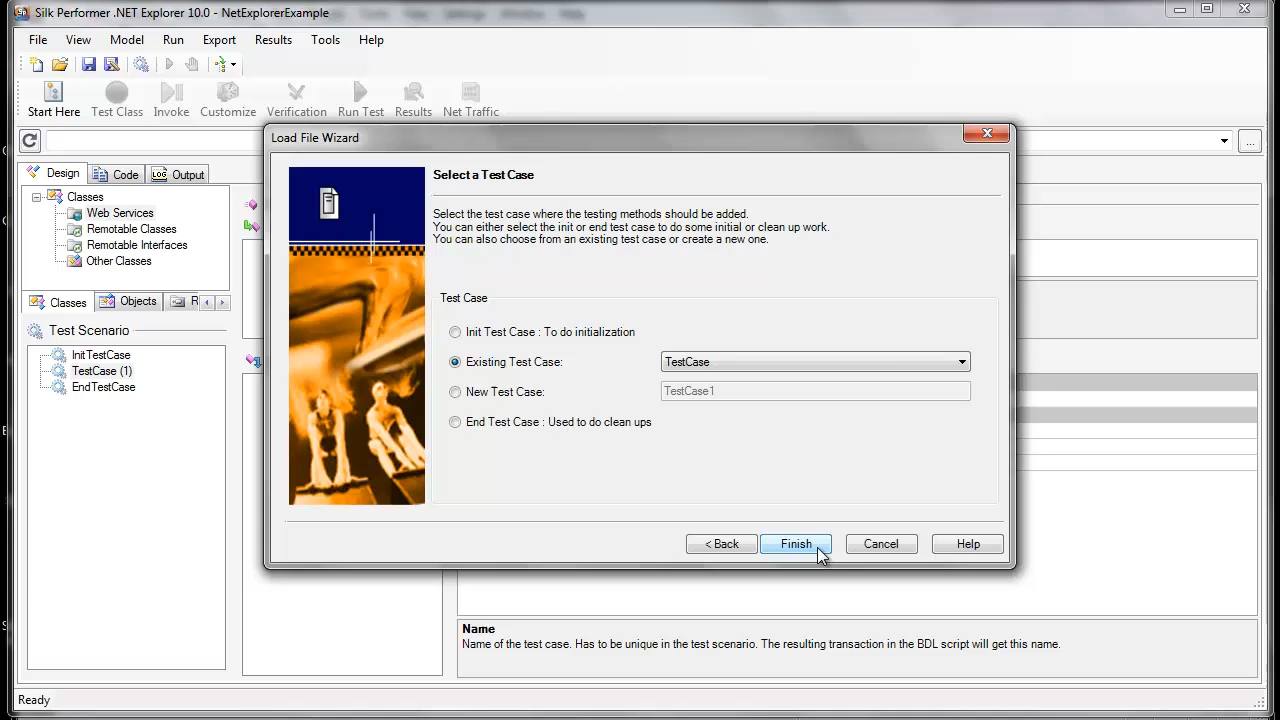 Silk Performer .NET Explorer 10.0 - NetExplorerExample
File View Model Run Export Results Tools Help
Start Here Test Class Invoke Customize Verification Run Test Results Net Traffic
Load File Wizard
...
Design Code Output
Select a Test Case
Classes
Web Services
Remotable Classes
Remotable Interfaces
Other Classes
Select the test case where the testing methods should be added.
You can either select the init or end test case to do some initial or clean up work.
You can also choose from an existing test case or create a new one.
Classes Objects R
Test Scenario
InitTestCase
TestCase (1)
EndTestCase
Test Case
Init Test Case : To do initialization
Existing Test Case: TestCase
New Test Case: TestCase1
End Test Case : Used to do clean ups
< Back Finish Cancel Help
Name
Name of the test case. Has to be unique in the test scenario. The resulting transaction in the BDL script will get this name.
Ready